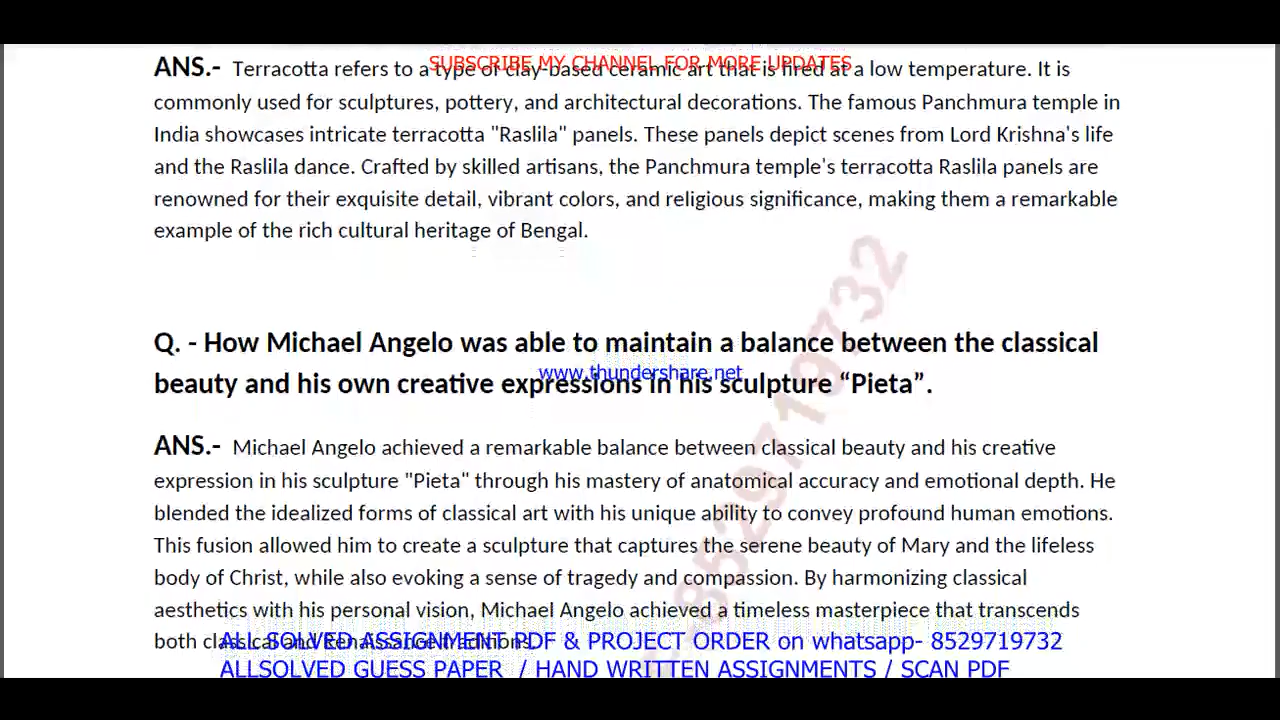 SUBSCRIBE MY CHANNEL FOR MORE UPDATES
ANS.- Terracotta refers to a type of clay-based ceramic art that is fired at a low temperature. It is
commonly used for sculptures, pottery, and architectural decorations. The famous Panchmura temple in
India showcases intricate terracotta "Raslila" panels. These panels depict scenes from Lord Krishna's life
and the Raslila dance. Crafted by skilled artisans, the Panchmura temple's terracotta Raslila panels are
renowned for their exquisite detail, vibrant colors, and religious significance, making them a remarkable
example of the rich cultural heritage of Bengal.
Q. - How Michael Angelo was able to maintain a balance between the classical
www.thundershare.net
beauty and his own creative expressions in his sculpture “Pieta”.
ANS.- Michael Angelo achieved a remarkable balance between classical beauty and his creative
expression in his sculpture "Pieta" through his mastery of anatomical accuracy and emotional depth. He
blended the idealized forms of classical art with his unique ability to convey profound human emotions.
This fusion allowed him to create a sculpture that captures the serene beauty of Mary and the lifeless
body of Christ, while also evoking a sense of tragedy and compassion. By harmonizing classical
aesthetics with his personal vision, Michael Angelo achieved a timeless masterpiece that transcends
both classical and Renaissance traditions.
ALL SOLVED ASSIGNMENT PDF & PROJECT ORDER on whatsapp- 8529719732
ALLSOLVED GUESS PAPER / HAND WRITTEN ASSIGNMENTS / SCAN PDF
8529719732